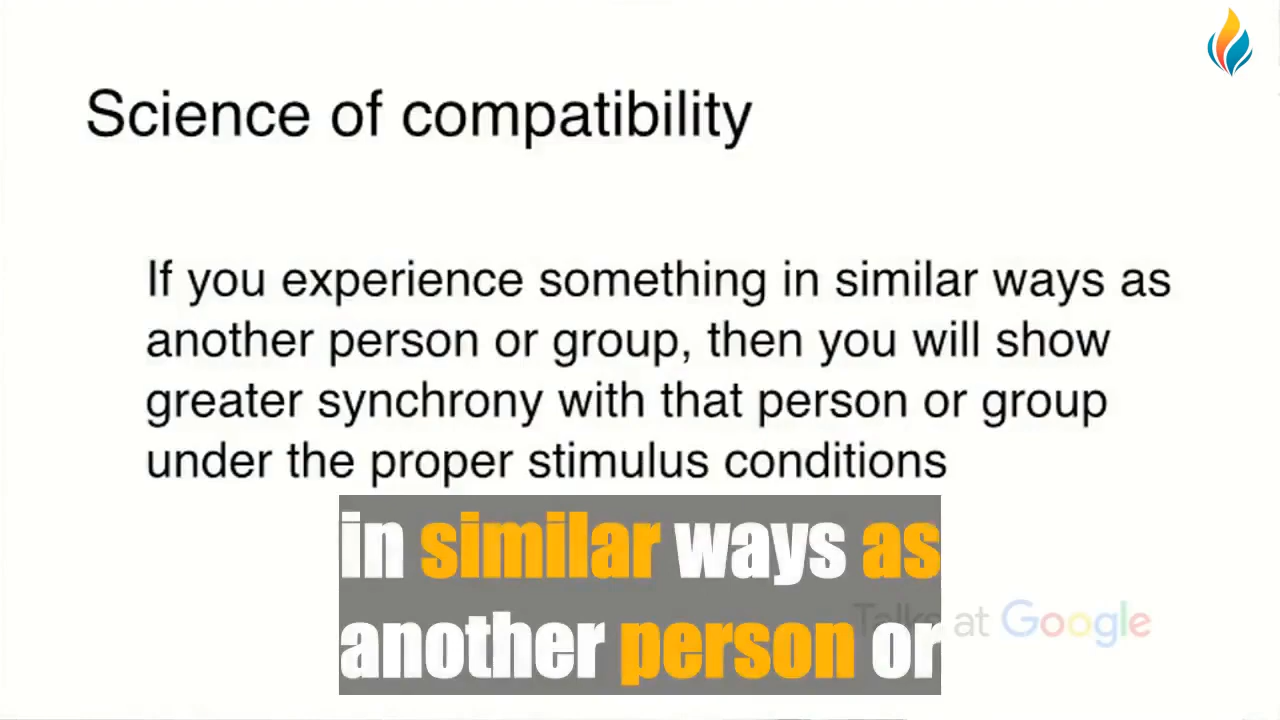 Science of compatibility
If you experience something in similar ways as
another person or group, then you will show
greater synchrony with that person or group
under the proper stimulus conditions
in similar ways as
another person or
Talks at Google